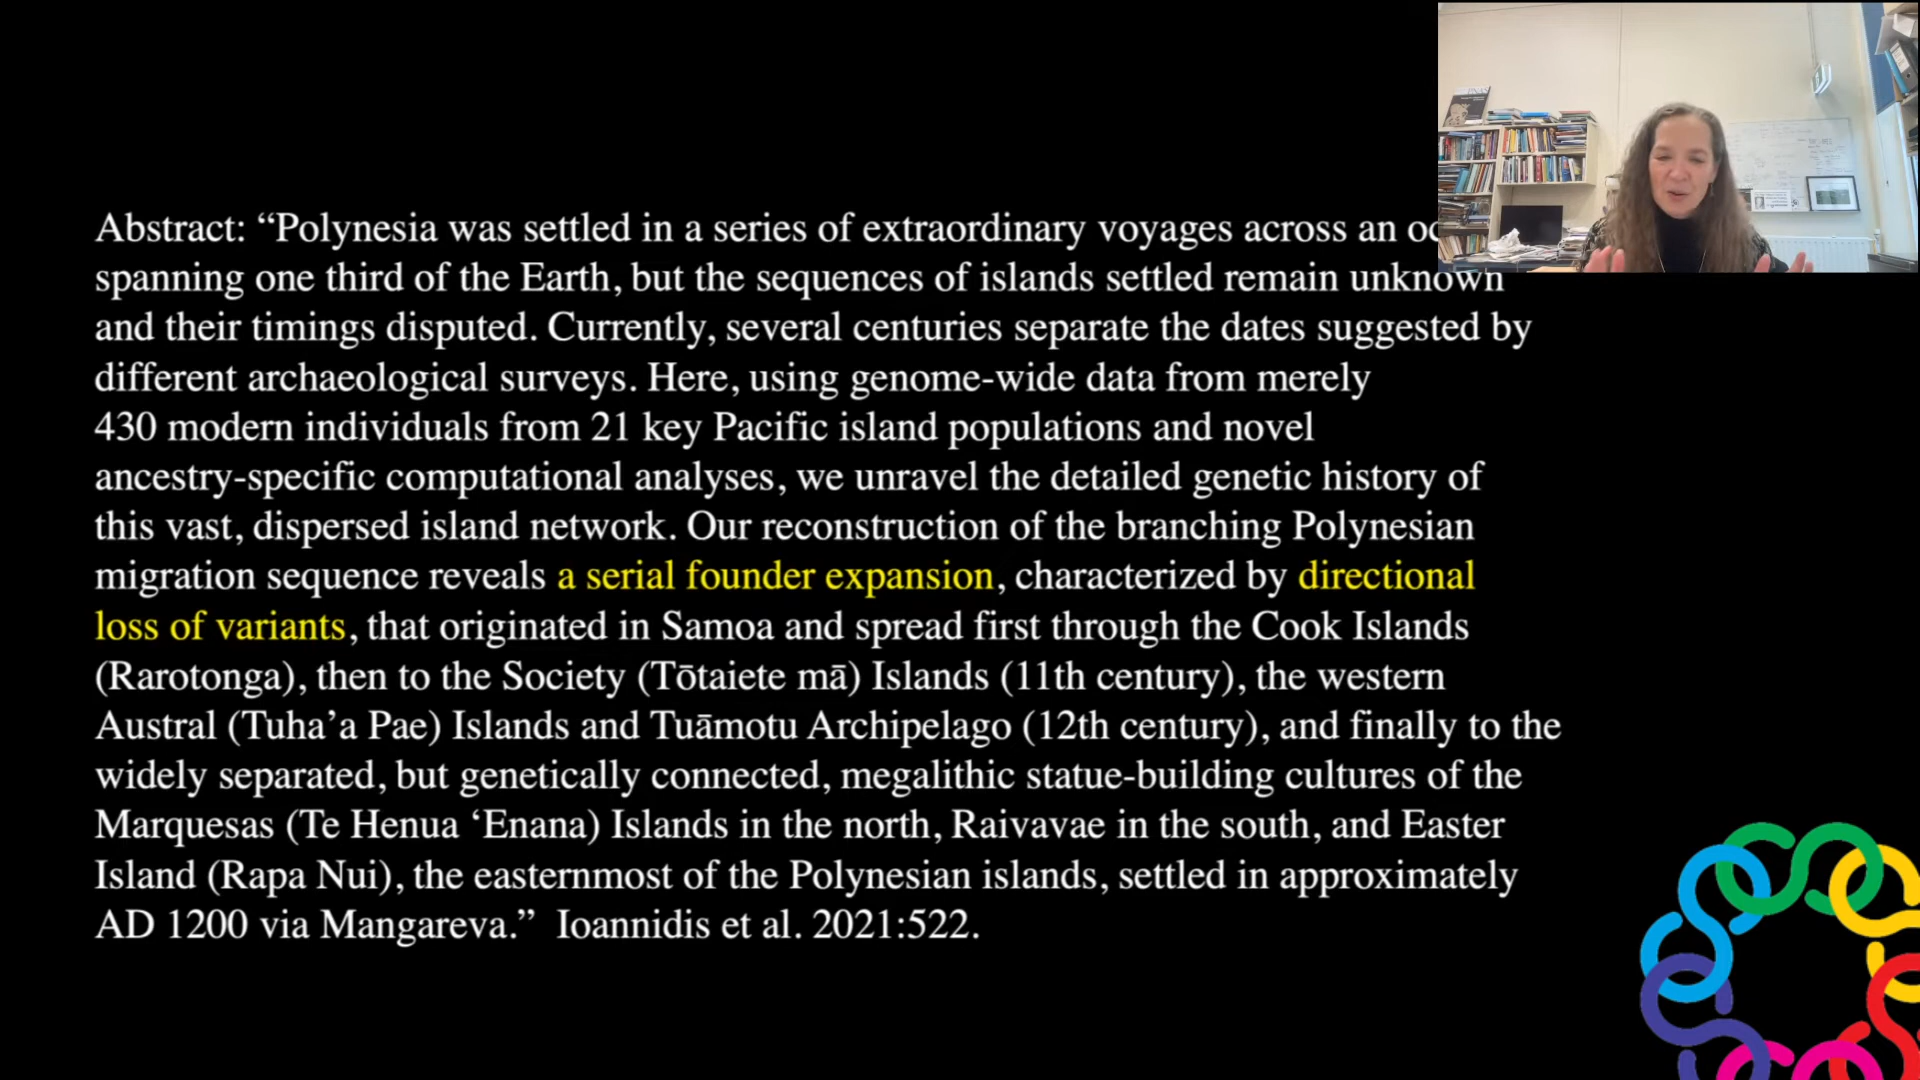 Abstract: “Polynesia was settled in a series of extraordinary voyages across an
spanning one third of the Earth, but the sequences of islands settled remain unknown
and their timings disputed. Currently, several centuries separate the dates suggested by
different archaeological surveys. Here, using genome-wide data from merely
430 modern individuals from 21 key Pacific island populations and novel
ancestry-specific computational analyses, we unravel the detailed genetic history of
this vast, dispersed island network. Our reconstruction of the branching Polynesian
migration sequence reveals a serial founder expansion, characterized by directional
loss of variants, that originated in Samoa and spread first through the Cook Islands
(Rarotonga), then to the Society (Tōtaiete mā) Islands (11th century), the western
Austral (Tuha’a Pae) Islands and Tuāmotu Archipelago (12th century), and finally to the
widely separated, but genetically connected, megalithic statue-building cultures of the
Marquesas (Te Henua ‘Enana) Islands in the north, Raivavae in the south, and Easter
Island (Rapa Nui), the easternmost of the Polynesian islands, settled in approximately
AD 1200 via Mangareva.” Ioannidis et al. 2021:522.